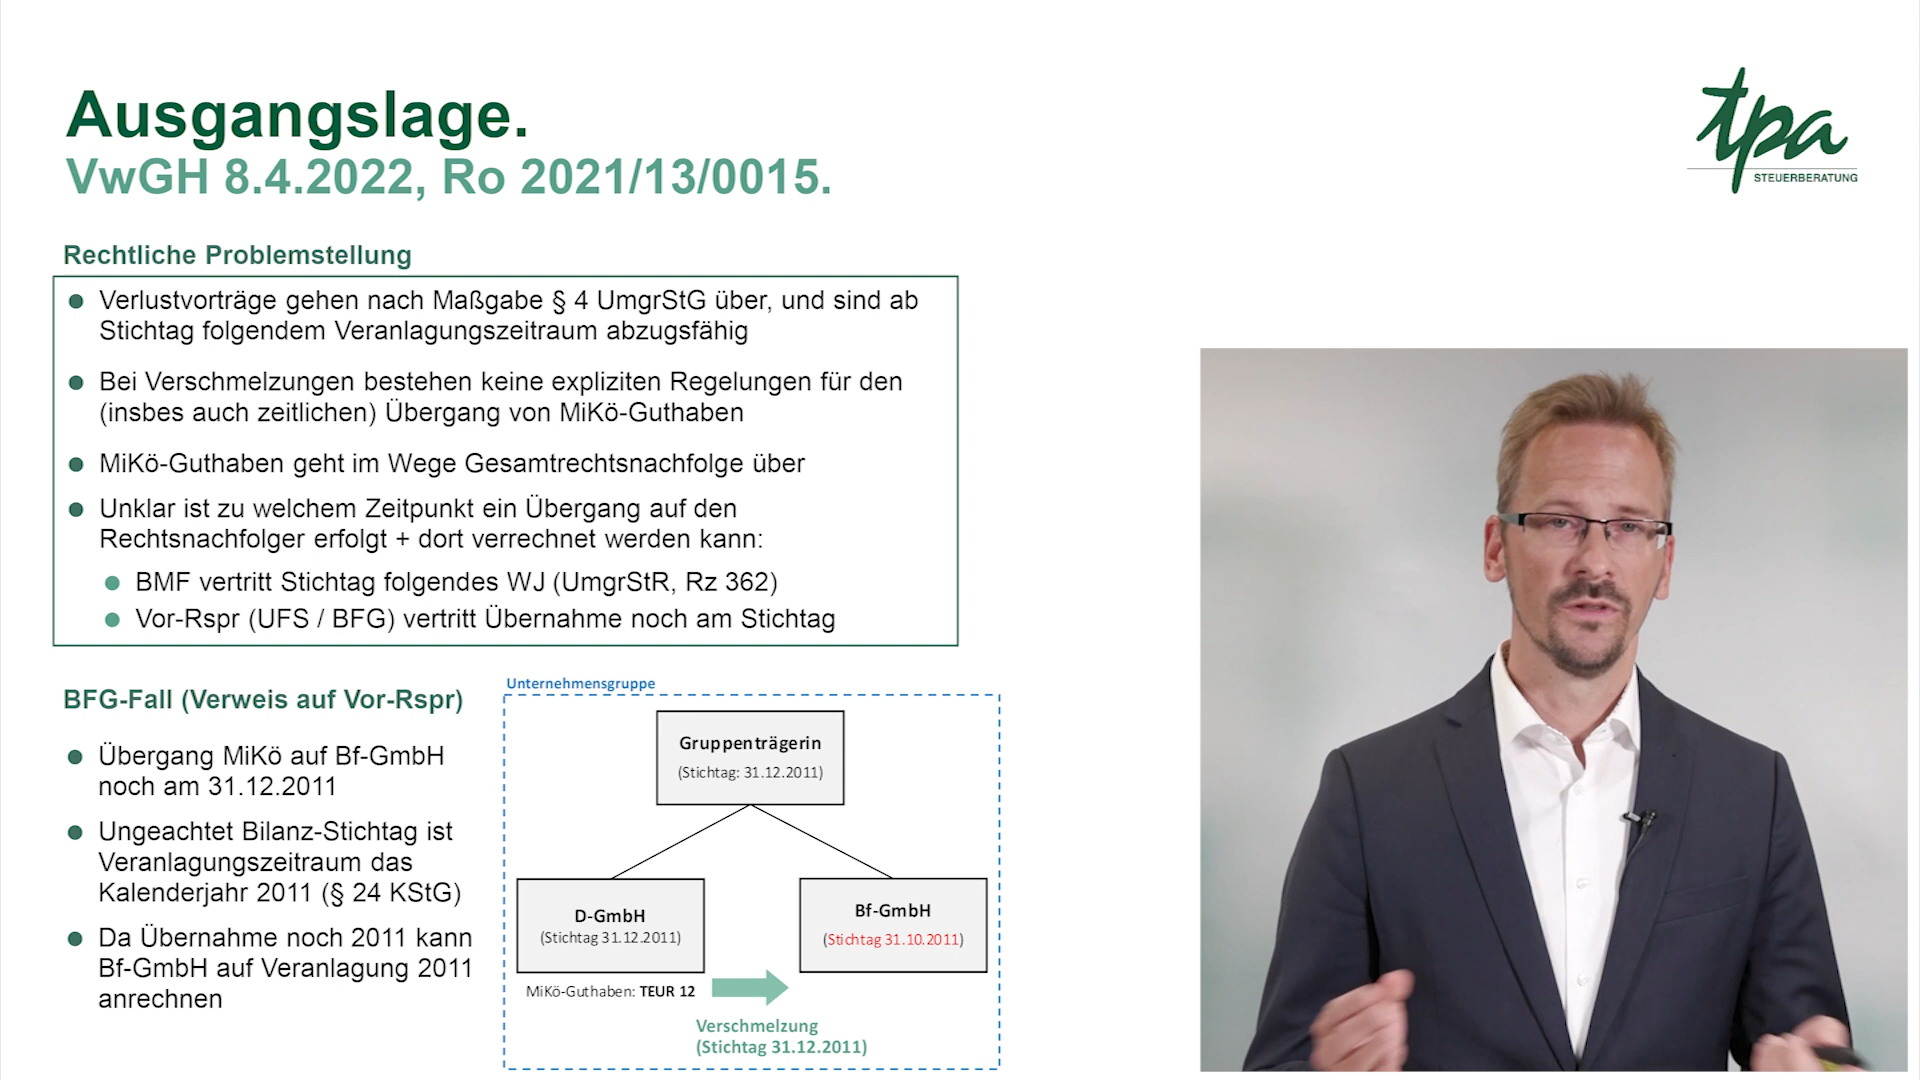 Ausgangslage.
VwGH 8.4.2022, Ro 2021/13/0015.
tpa
STEUERBERATUNG
Rechtliche Problemstellung
Verlustvorträge gehen nach Maßgabe § 4 UmgrStG über, und sind ab
Stichtag folgendem Veranlagungszeitraum abzugsfähig
Bei Verschmelzungen bestehen keine expliziten Regelungen für den
(insbes auch zeitlichen) Übergang von MiKö-Guthaben
MiKö-Guthaben geht im Wege Gesamtrechtsnachfolge über
Unklar ist zu welchem Zeitpunkt ein Übergang auf den
Rechtsnachfolger erfolgt + dort verrechnet werden kann:
BMF vertritt Stichtag folgendes WJ (UmgrStR, Rz 362)
Vor-Rspr (UFS / BFG) vertritt Übernahme noch am Stichtag
BFG-Fall (Verweis auf Vor-Rspr)
Übergang MiKö auf Bf-GmbH
noch am 31.12.2011
Ungeachtet Bilanz-Stichtag ist
Veranlagungszeitraum das
Kalenderjahr 2011 (§ 24 KStG)
Da Übernahme noch 2011 kann
Bf-GmbH auf Veranlagung 2011
anrechnen
Unternehmensgruppe
Gruppenträgerin
(Stichtag: 31.12.2011)
D-GmbH
(Stichtag 31.12.2011)
Bf-GmbH
(Stichtag 31.10.2011)
MiKö-Guthaben: TEUR 12
Verschmelzung
(Stichtag 31.12.2011)